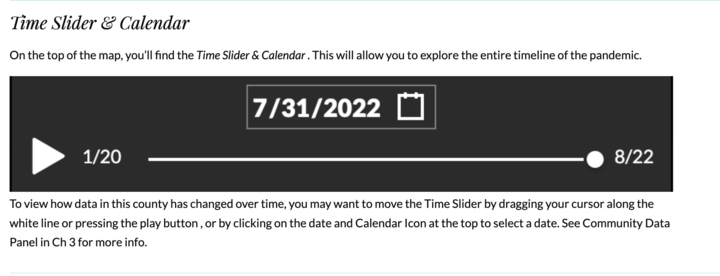 Time Slider & Calendar
On the top of the map, you'll find the Time Slider & Calendar . This will allow you to explore the entire timeline of the pandemic.
7/31/2022
1/20 8/22
To view how data in this county has changed over time, you may want to move the Time Slider by dragging your cursor along the
white line or pressing the play button , or by clicking on the date and Calendar Icon at the top to select a date. See Community Data
Panel in Ch 3 for more info.